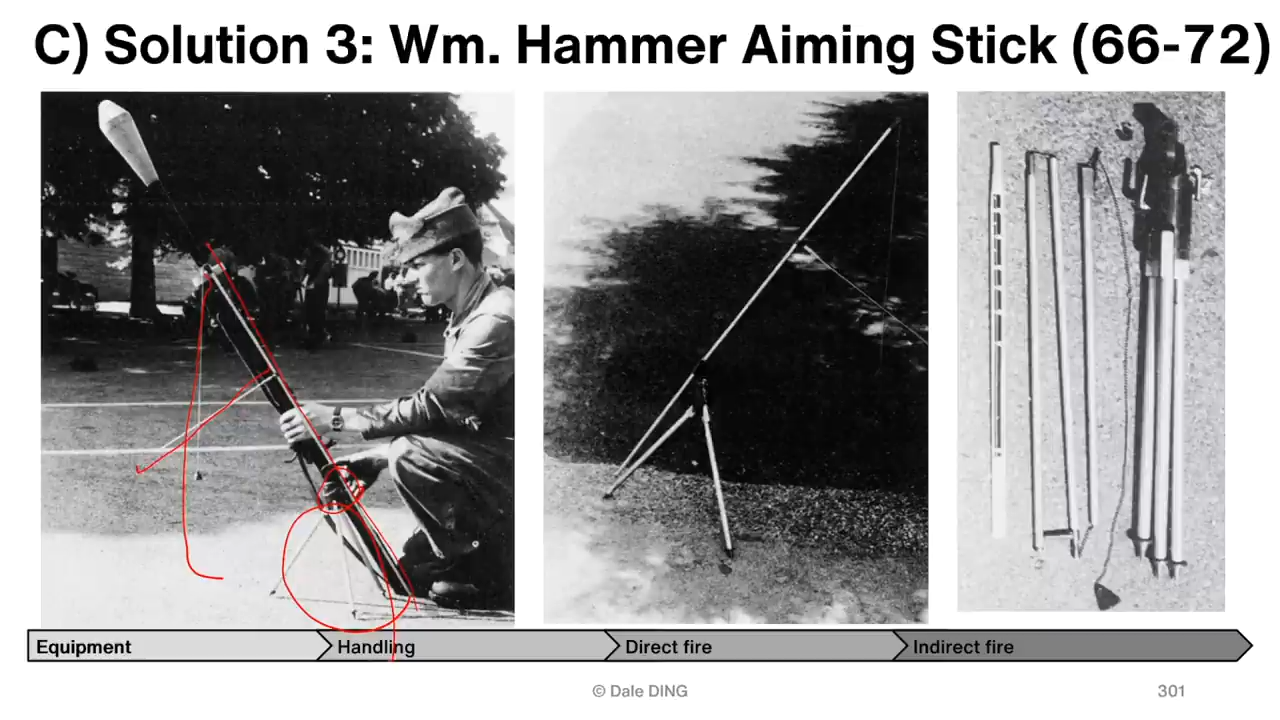 C) Solution 3: Wm. Hammer Aiming Stick (66-72)
Equipment
Handling
Direct fire
Indirect fire
© Dale DING
301